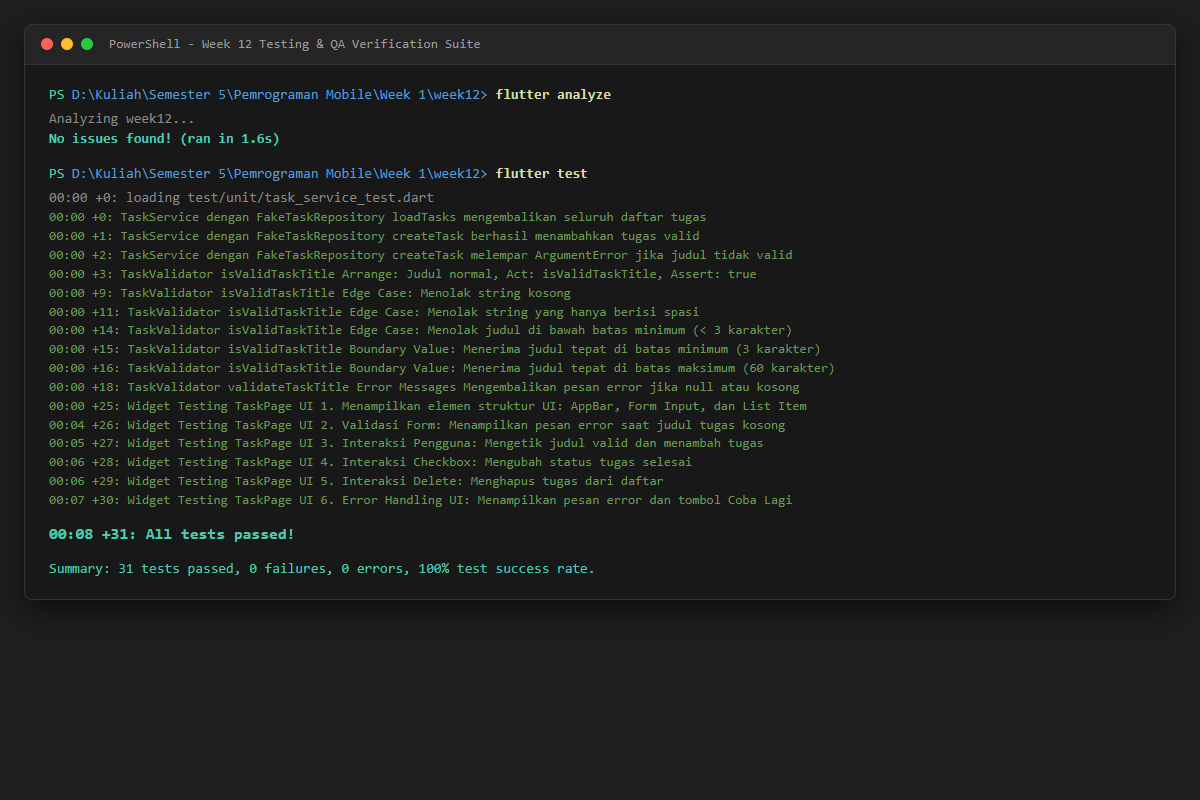 PowerShell - Week 12 Testing & QA Verification Suite
PS D:\Kuliah\Semester 5\Pemrograman Mobile\Week 1\week12> flutter analyze
Analyzing week12...
No issues found! (ran in 1.6s)
PS D:\Kuliah\Semester 5\Pemrograman Mobile\Week 1\week12> flutter test
00:00 +0: loading test/unit/task_service_test.dart
00:00 +0: TaskService dengan FakeTaskRepository loadTasks mengembalikan seluruh daftar tugas
00:00 +1: TaskService dengan FakeTaskRepository createTask berhasil menambahkan tugas valid
00:00 +2: TaskService dengan FakeTaskRepository createTask melempar ArgumentError jika judul tidak valid
00:00 +3: TaskValidator isValidTaskTitle Arrange: Judul normal, Act: isValidTaskTitle, Assert: true
00:00 +9: TaskValidator isValidTaskTitle Edge Case: Menolak string kosong
00:00 +11: TaskValidator isValidTaskTitle Edge Case: Menolak string yang hanya berisi spasi
00:00 +14: TaskValidator isValidTaskTitle Edge Case: Menolak judul di bawah batas minimum (< 3 karakter)
00:00 +15: TaskValidator isValidTaskTitle Boundary Value: Menerima judul tepat di batas minimum (3 karakter)
00:00 +16: TaskValidator isValidTaskTitle Boundary Value: Menerima judul tepat di batas maksimum (60 karakter)
00:00 +18: TaskValidator validateTaskTitle Error Messages Mengembalikan pesan error jika null atau kosong
00:00 +25: Widget Testing TaskPage UI 1. Menampilkan elemen struktur UI: AppBar, Form Input, dan List Item
00:04 +26: Widget Testing TaskPage UI 2. Validasi Form: Menampilkan pesan error saat judul tugas kosong
00:05 +27: Widget Testing TaskPage UI 3. Interaksi Pengguna: Mengetik judul valid dan menambah tugas
00:06 +28: Widget Testing TaskPage UI 4. Interaksi Checkbox: Mengubah status tugas selesai
00:06 +29: Widget Testing TaskPage UI 5. Interaksi Delete: Menghapus tugas dari daftar
00:07 +30: Widget Testing TaskPage UI 6. Error Handling UI: Menampilkan pesan error dan tombol Coba Lagi
00:08 +31: All tests passed!
Summary: 31 tests passed, 0 failures, 0 errors, 100% test success rate.